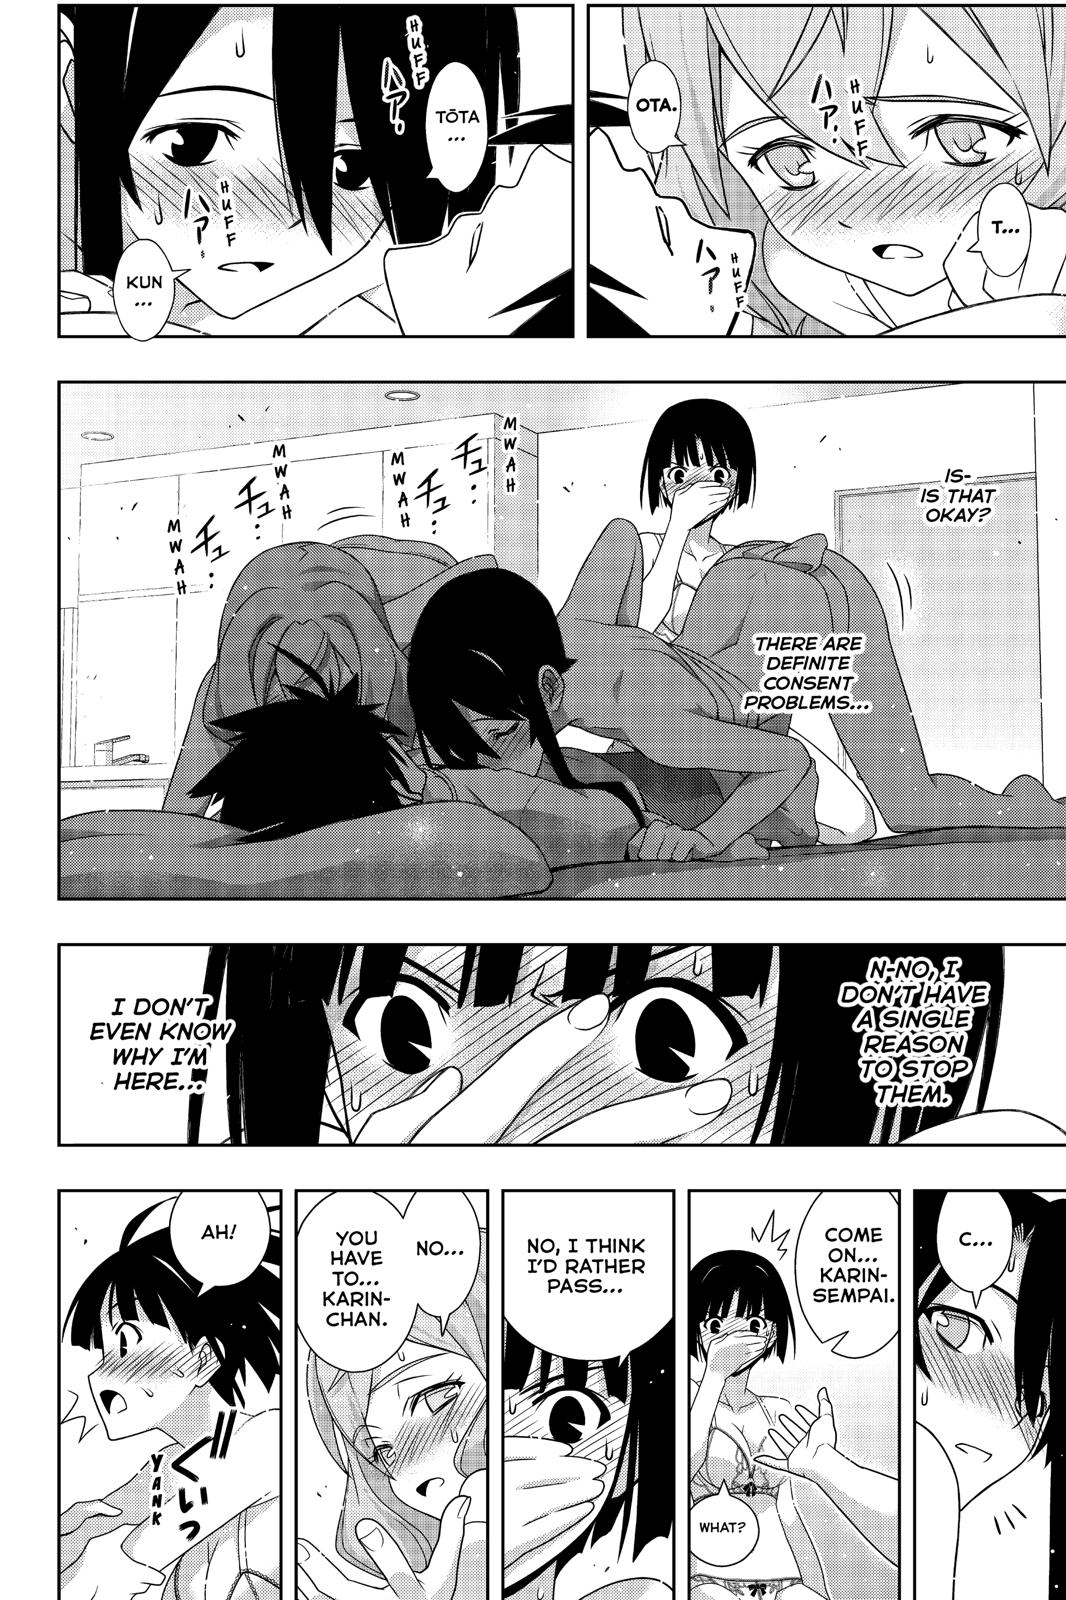 OTA.
HUFF
ハァ.
T...
ハァ.
HUFF
HUFF
ハァ.
TŌTA
...
HUFF
ハァ.
KUN
...
MWAH
チュ..
MWAH
チュ..
MWAH
チュ..
MWAH
チュ..
IS-
IS THAT
OKAY?
THERE ARE
DEFINITE
CONSENT
PROBLEMS...
N-NO, I
DON'T HAVE
A SINGLE
REASON
TO STOP
THEM.
I DON'T
EVEN KNOW
WHY I'M
HERE...
C...
COME
ON...
KARIN-
SEMPAI.
WHAT?
NO, I THINK
I'D RATHER
PASS...
NO...
YOU
HAVE
TO...
KARIN-
CHAN.
AH!
ぐいっ
YANK